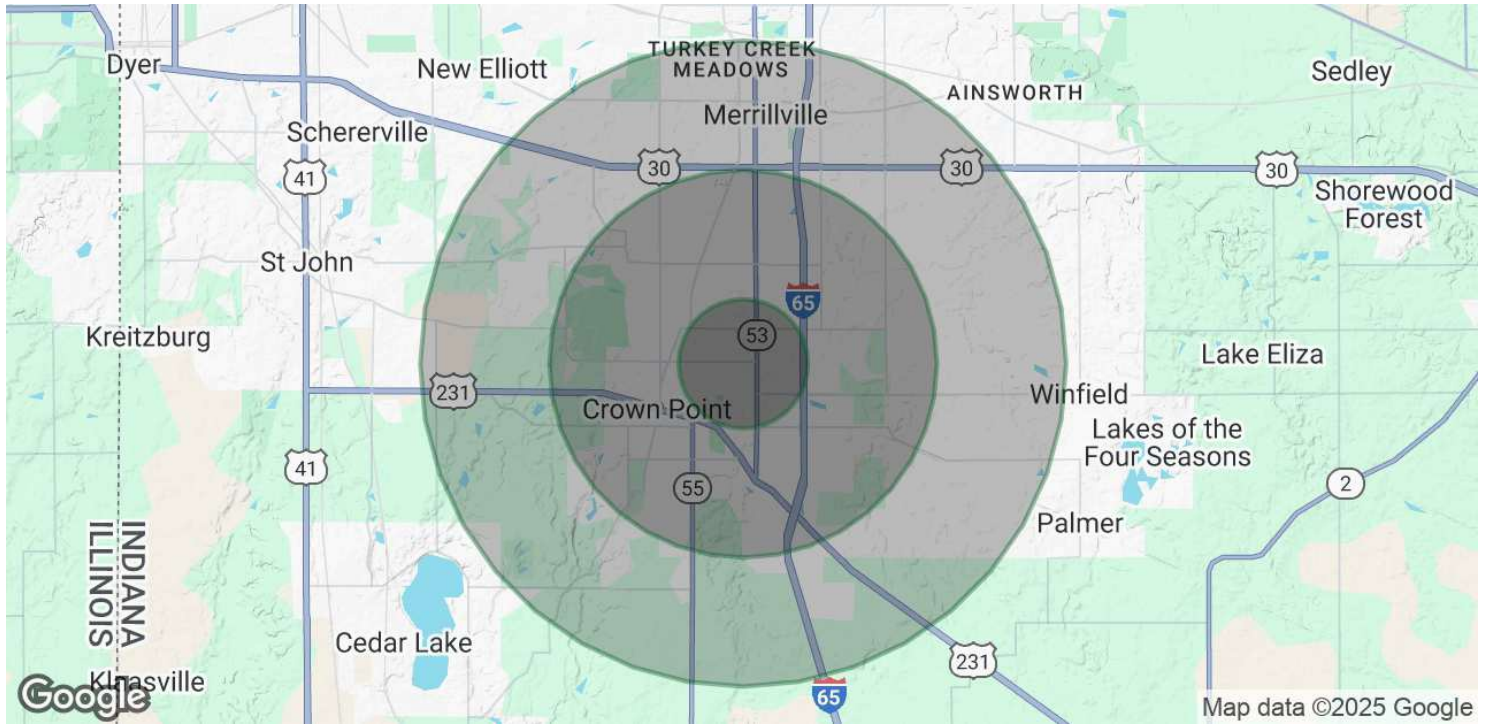 TURKEY CREEK
MEADOWS
Dyer
New Elliott
Sedley
AINSWORTH
Merrillville
Schererville
30
30
30
41
Shorewood
Forest
St John
65
53
Kreitzburg
Lake Eliza
231
Winfield
Crown Point
Lakes of the
Four Seasons
41
55
2
Palmer
INDIANA
ILLINOIS
Cedar Lake
231
Klaasville
65
Google
Map data ©2025 Google